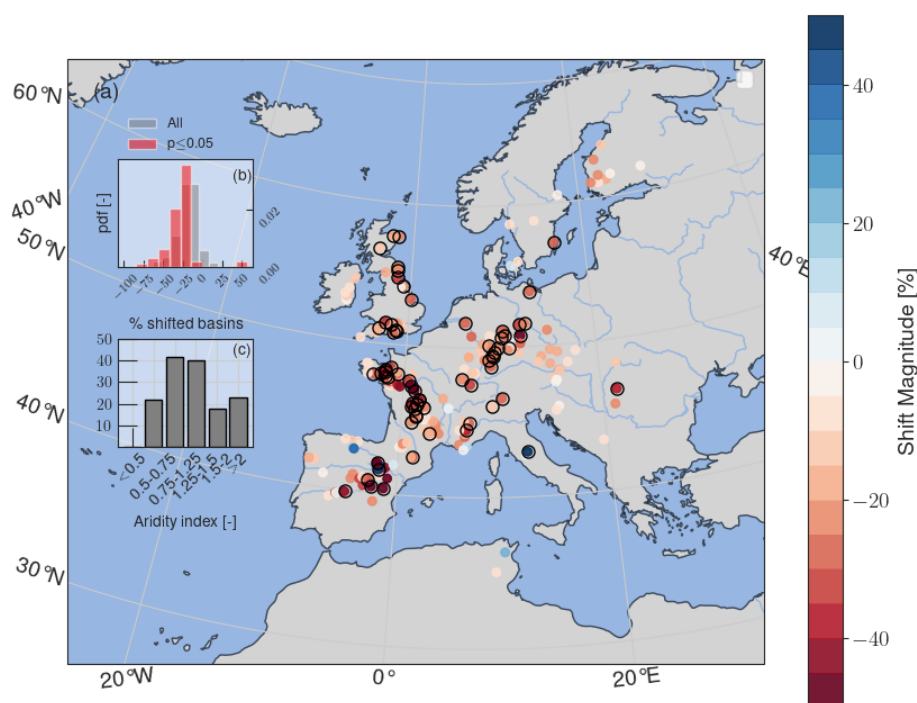 60°N
(a)
All
p≤0.05
(b)
pdf [-]
0.02
0.00
−100
−75
−50
−25
0
25
50
40°W
50°N
% shifted basins
(c)
50
40
30
20
10
<0.5
0.5-0.75
0.75-1.25
1.25-1.5
1.5-2
>2
Aridity index [-]
40°N
30°N
20°W
0°
20°E
40°E
40
20
0
−20
−40
Shift Magnitude [%]